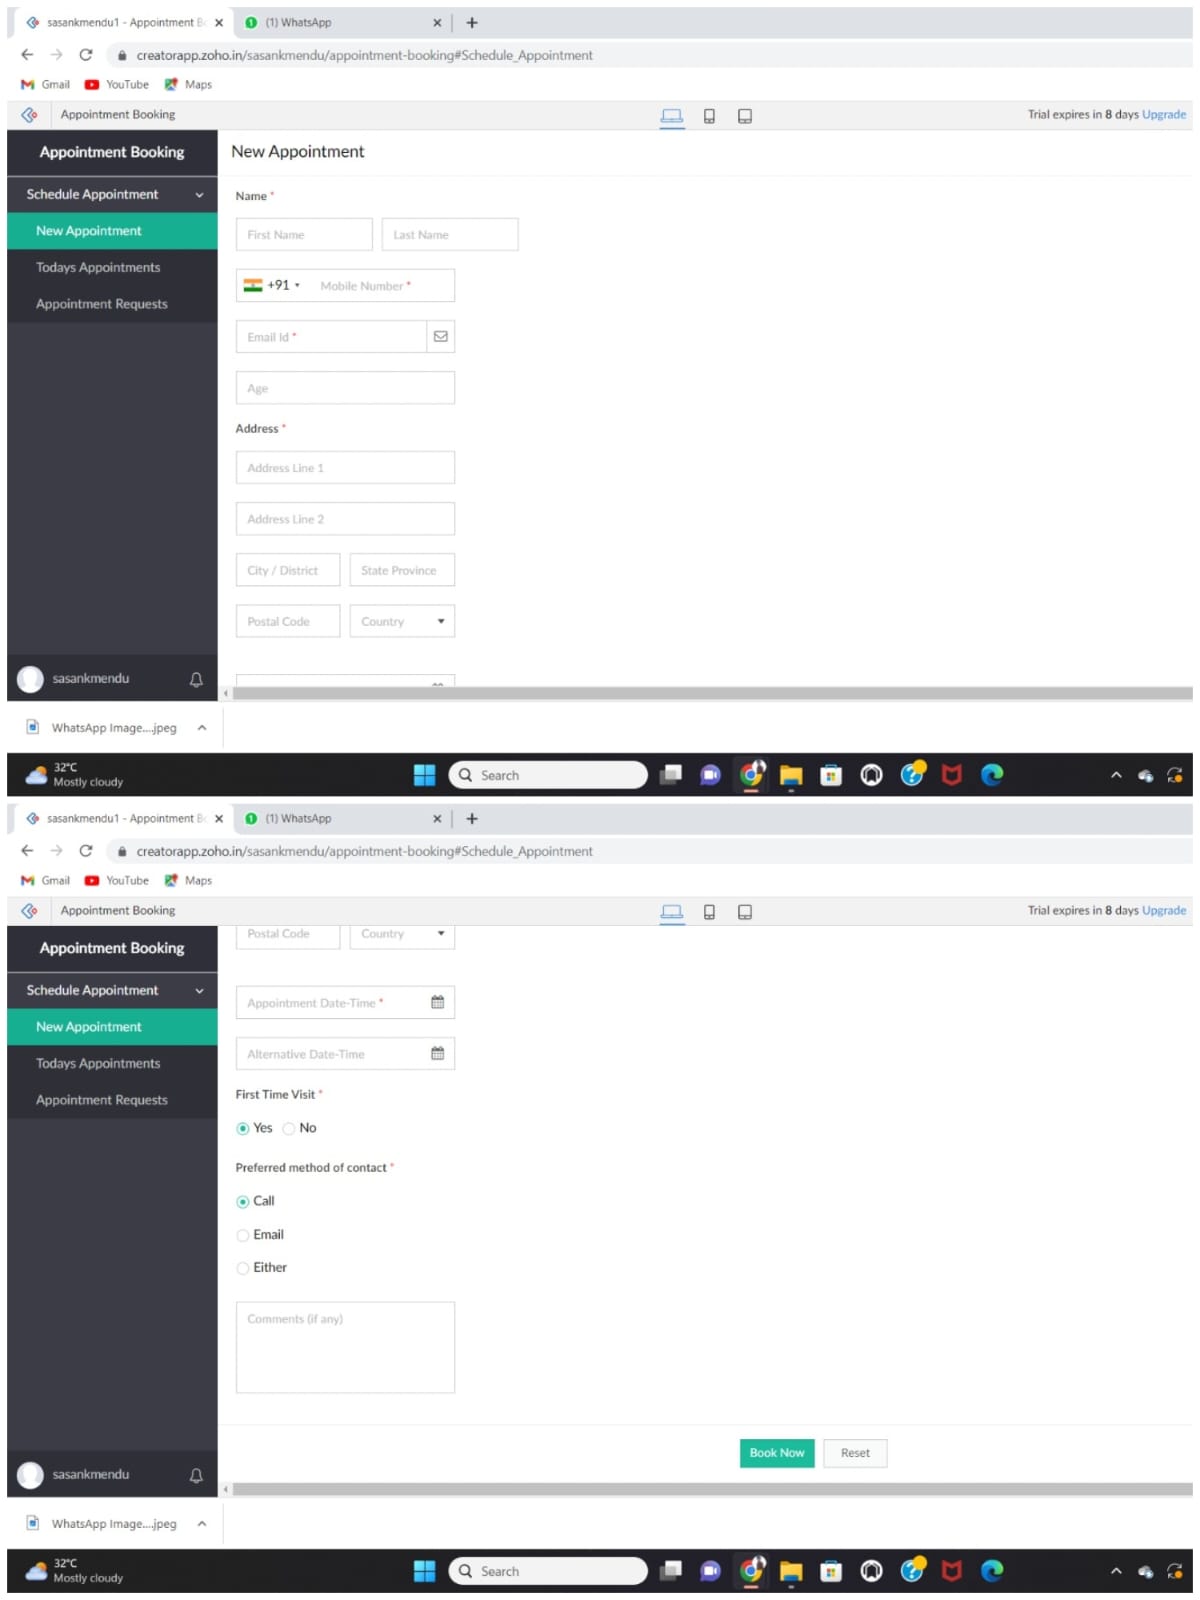 sasankmendu1 - Appointment Bo
(1) WhatsApp
creatorapp.zoho.in/sasankmendu/appointment-booking#Schedule_Appointment
Gmail YouTube Maps
Appointment Booking
Trial expires in 8 days Upgrade
Appointment Booking
New Appointment
Schedule Appointment
New Appointment
Todays Appointments
Appointment Requests
Name *
First Name Last Name
+91 Mobile Number *
Email Id *
Age
Address *
Address Line 1
Address Line 2
City / District State Province
Postal Code Country
sasankmendu
WhatsApp Image....jpeg
32°C
Mostly cloudy
Search
sasankmendu1 - Appointment Bo
(1) WhatsApp
creatorapp.zoho.in/sasankmendu/appointment-booking#Schedule_Appointment
Gmail YouTube Maps
Appointment Booking
Trial expires in 8 days Upgrade
Appointment Booking
Schedule Appointment
New Appointment
Todays Appointments
Appointment Requests
Postal Code Country
Appointment Date-Time *
Alternative Date-Time
First Time Visit *
Yes No
Preferred method of contact *
Call
Email
Either
Comments (if any)
Book Now Reset
sasankmendu
WhatsApp Image....jpeg
32°C
Mostly cloudy
Search